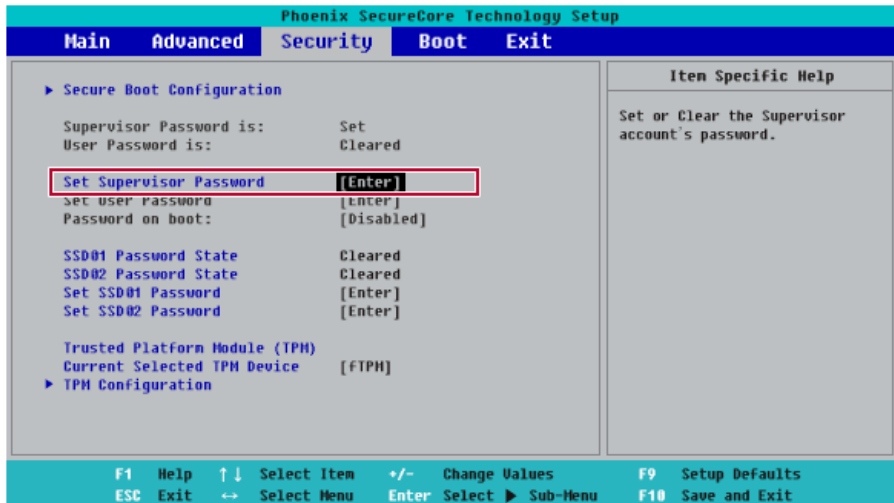 Phoenix SecureCore Technology Setup
Main Advanced Security Boot Exit
▶ Secure Boot Configuration
Supervisor Password is: Set
User Password is: Cleared
Set Supervisor Password [Enter]
Set User Password [Enter]
Password on boot: [Disabled]
SSD01 Password State Cleared
SSD02 Password State Cleared
Set SSD01 Password [Enter]
Set SSD02 Password [Enter]
Trusted Platform Module (TPM)
Current Selected TPM Device [fTPM]
▶ TPM Configuration
Item Specific Help
Set or Clear the Supervisor
account's password.
F1 Help ↑↓ Select Item +/- Change Values F9 Setup Defaults
ESC Exit ↔ Select Menu Enter Select ▶ Sub-Menu F10 Save and Exit